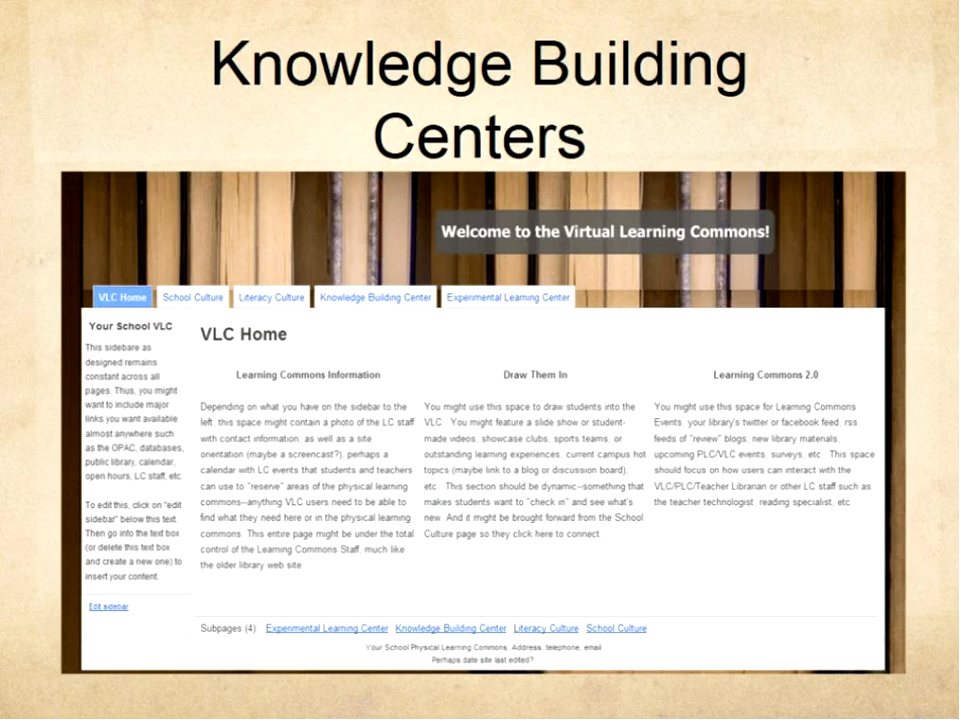 Knowledge Building
Centers
Welcome to the Virtual Learning Commons!
VLC Home School Culture Literacy Culture Knowledge Building Center Experimental Learning Center
Your School VLC
This sidebare as
designed remains
constant across all
pages. Thus, you might
want to include major
links you want available
almost anywhere such
as the OPAC, databases,
public library, calendar,
open hours, LC staff, etc
To edit this, click on "edit
sidebar" below this text.
Then go into the text box
(or delete this text box
and create a new one) to
insert your content.
Edit sidebar
VLC Home
Learning Commons Information
Depending on what you have on the sidebar to the
left, this space might contain a photo of the LC staff
with contact information, as well as a site
orientation (maybe a screencast?), perhaps a
calendar with LC events that students and teachers
can use to "reserve" areas of the physical learning
commons--anything VLC users need to be able to
find what they need here or in the physical learning
commons. This entire page might be under the total
control of the Learning Commons Staff, much like
the older library web site
Draw Them In
You might use this space to draw students into the
VLC. You might feature a slide show or student-
made videos, showcase clubs, sports teams, or
outstanding learning experiences, current campus hot
topics (maybe link to a blog or discussion board),
etc. This section should be dynamic--something that
makes students want to "check in" and see what's
new. And it might be brought forward from the School
Culture page so they click here to connect
Learning Commons 2.0
You might use this space for Learning Commons
Events, your library's twitter or facebook feed, rss
feeds of "review" blogs, new library materials,
upcoming PLC/VLC events, surveys, etc. This space
should focus on how users can interact with the
VLC/PLC/Teacher Librarian or other LC staff such as
the teacher technologist, reading specialist, etc
Subpages (4): Experimental Learning Center Knowledge Building Center Literacy Culture School Culture
Your School Physical Learning Commons. Address, telephone, email
Perhaps date site last edited?